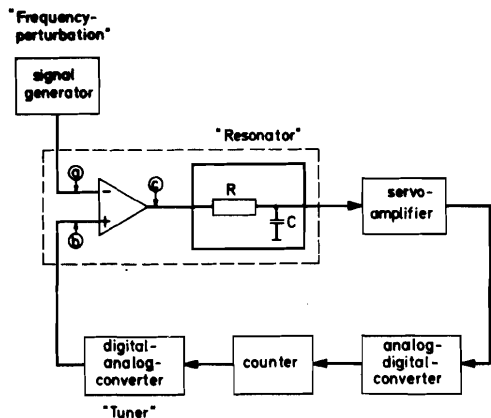 "Frequency-
perturbation"
signal
generator
"Resonator"
a
c
R
-
+
C
b
servo-
amplifier
digital-
analog-
converter
counter
analog-
digital-
converter
"Tuner"